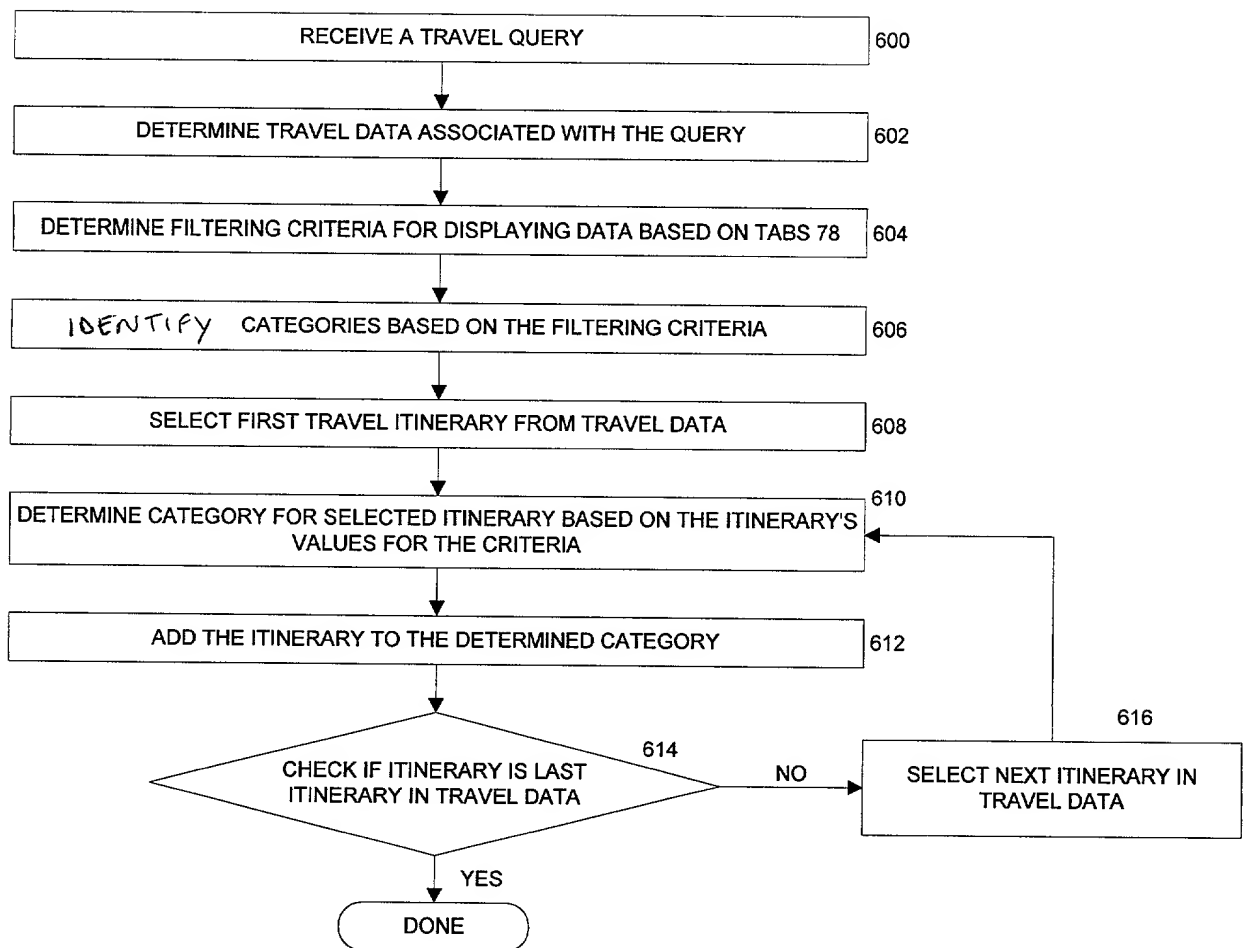 RECEIVE A TRAVEL QUERY
600
DETERMINE TRAVEL DATA ASSOCIATED WITH THE QUERY
602
DETERMINE FILTERING CRITERIA FOR DISPLAYING DATA BASED ON TABS 78
604
IDENTIFY CATEGORIES BASED ON THE FILTERING CRITERIA
606
SELECT FIRST TRAVEL ITINERARY FROM TRAVEL DATA
608
610
DETERMINE CATEGORY FOR SELECTED ITINERARY BASED ON THE ITINERARY'S
VALUES FOR THE CRITERIA
ADD THE ITINERARY TO THE DETERMINED CATEGORY
612
614
CHECK IF ITINERARY IS LAST
ITINERARY IN TRAVEL DATA
NO
616
SELECT NEXT ITINERARY IN
TRAVEL DATA
YES
DONE